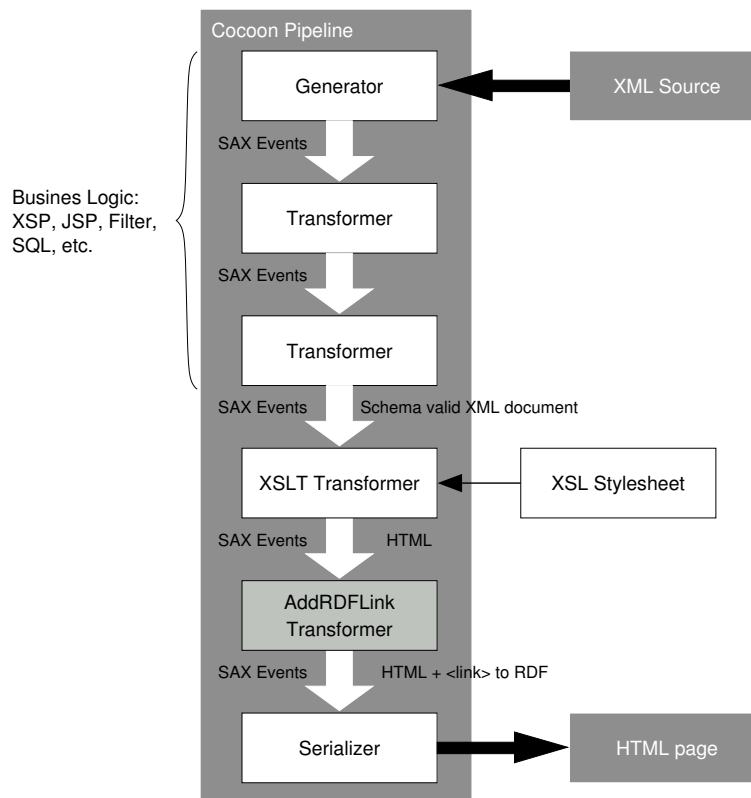 Cocoon Pipeline
Generator
XML Source
SAX Events
Busines Logic:
XSP, JSP, Filter,
SQL, etc.
Transformer
SAX Events
Transformer
SAX Events
Schema valid XML document
XSLT Transformer
XSL Stylesheet
SAX Events
HTML
AddRDFLink
Transformer
SAX Events
HTML + <link> to RDF
Serializer
HTML page